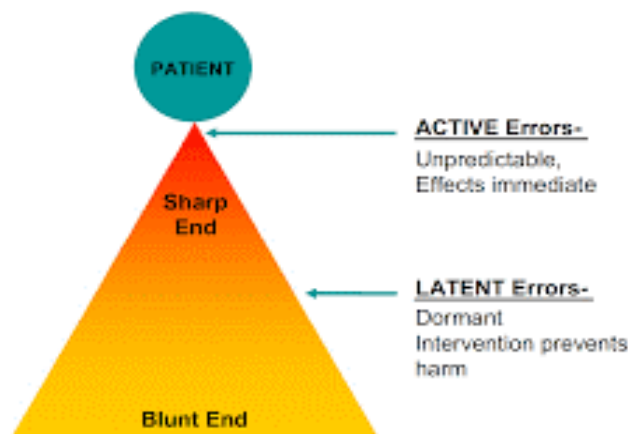 PATIENT
ACTIVE Errors-
Unpredictable,
Effects immediate
Sharp
End
LATENT Errors-
Dormant
Intervention prevents
harm
Blunt End